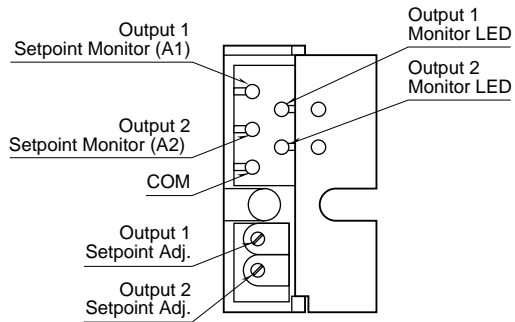 Output 1
Setpoint Monitor (A1)
Output 1
Monitor LED
Output 2
Monitor LED
Output 2
Setpoint Monitor (A2)
COM
Output 1
Setpoint Adj.
Output 2
Setpoint Adj.